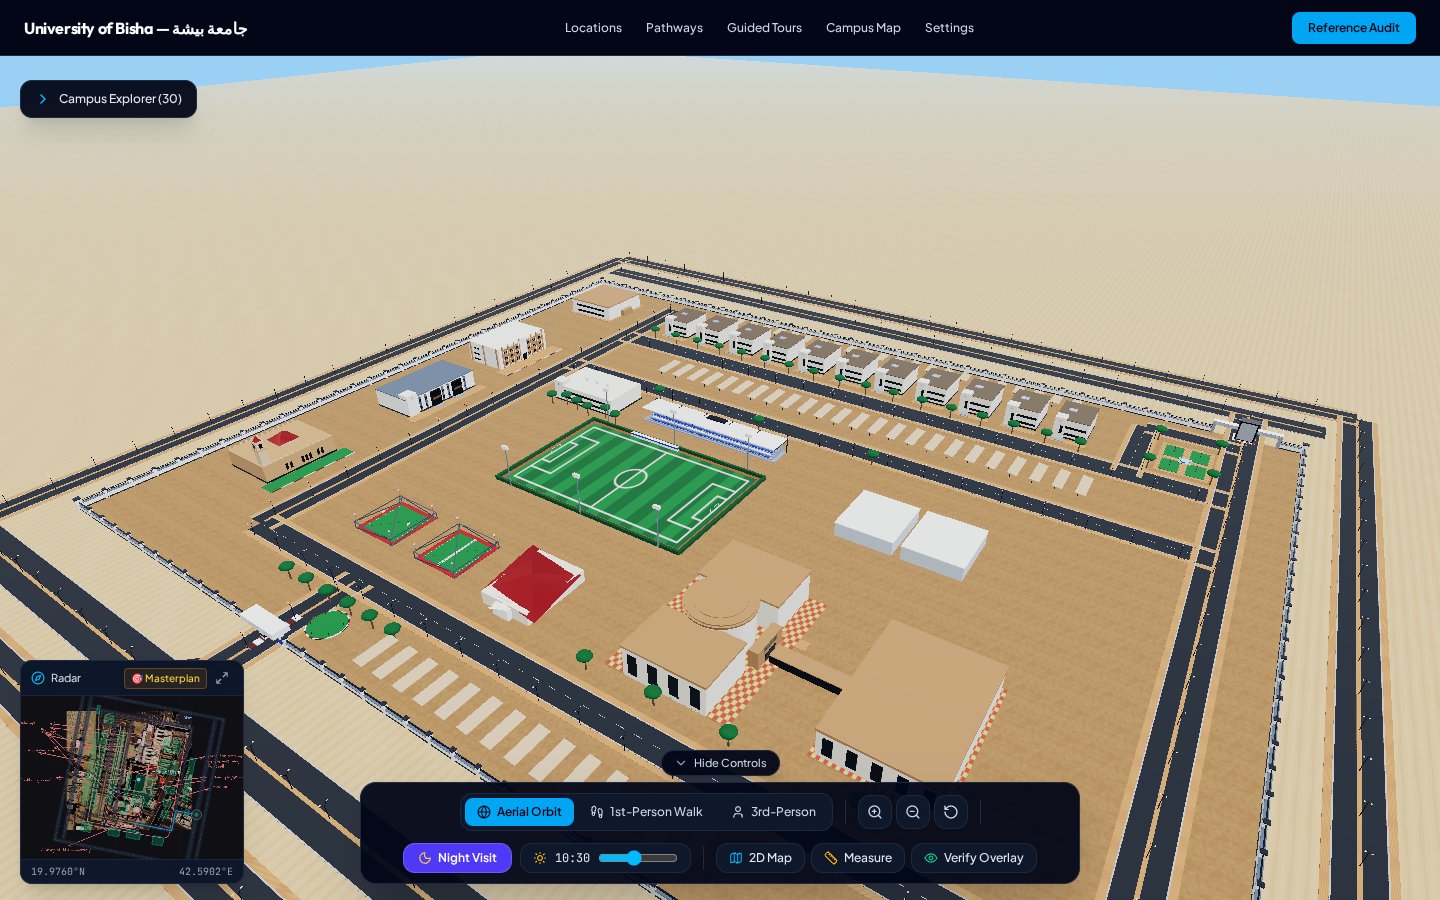 University of Bisha — جامعة بيشة
Locations
Pathways
Guided Tours
Campus Map
Settings
Reference Audit
Campus Explorer (30)
Radar
Masterplan
19.9760°N
42.5902°E
Hide Controls
Aerial Orbit
1st-Person Walk
3rd-Person
Night Visit
10:30
2D Map
Measure
Verify Overlay